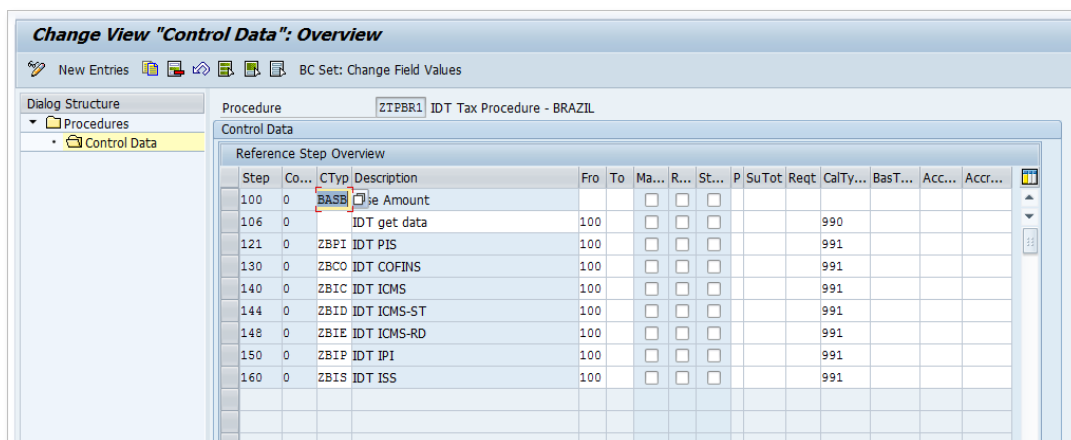 Change View "Control Data": Overview
New Entries BC Set: Change Field Values
Dialog Structure
Procedures
Control Data
Procedure ZTPBR1 IDT Tax Procedure - BRAZIL
Control Data
Reference Step Overview
Step Co... CTyp Description Fro To Ma... R... St... P SuTot Reqt CalTy... BasT... Acc... Accr...
100 0 BASB se Amount
106 0 IDT get data 100 990
121 0 ZBPI IDT PIS 100 991
130 0 ZBCO IDT COFINS 100 991
140 0 ZBIC IDT ICMS 100 991
144 0 ZBID IDT ICMS-ST 100 991
148 0 ZBIE IDT ICMS-RD 100 991
150 0 ZBIP IDT IPI 100 991
160 0 ZBIS IDT ISS 100 991